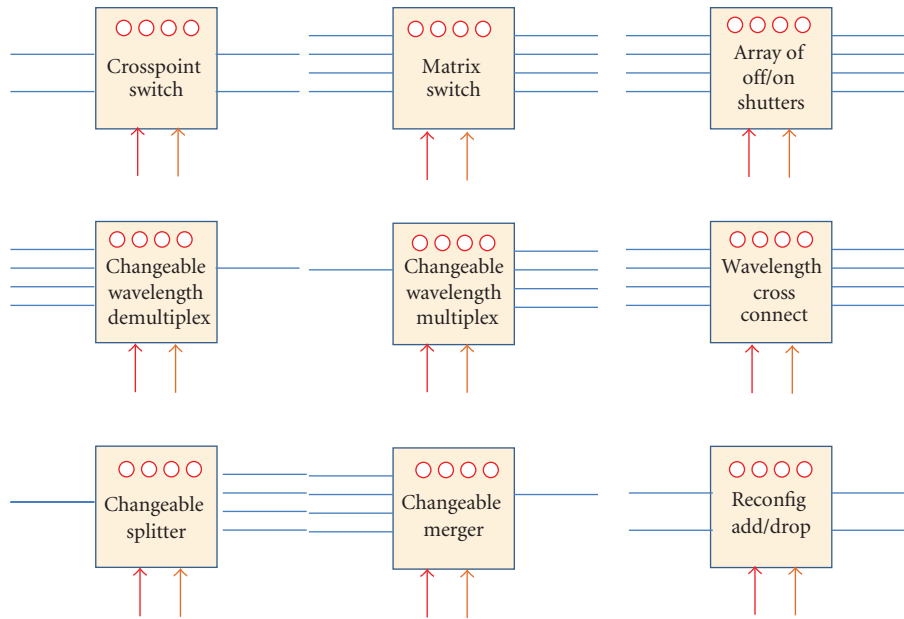 Crosspoint
switch
Matrix
switch
Array of
off/on
shutters
Changeable
wavelength
demultiplex
Changeable
wavelength
multiplex
Wavelength
cross
connect
Changeable
splitter
Changeable
merger
Reconfig
add/drop